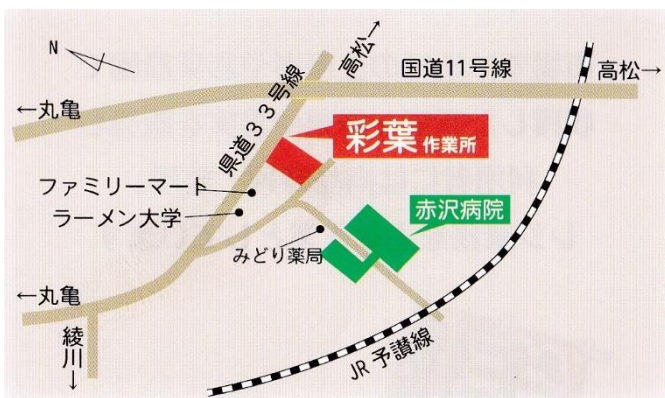 N
高松→
国道11号線
高松→
←丸亀
県道33号線
彩葉 作業所
ファミリーマート
ラーメン大学
赤沢病院
みどり薬局
←丸亀
綾川↓
JR 予讃線